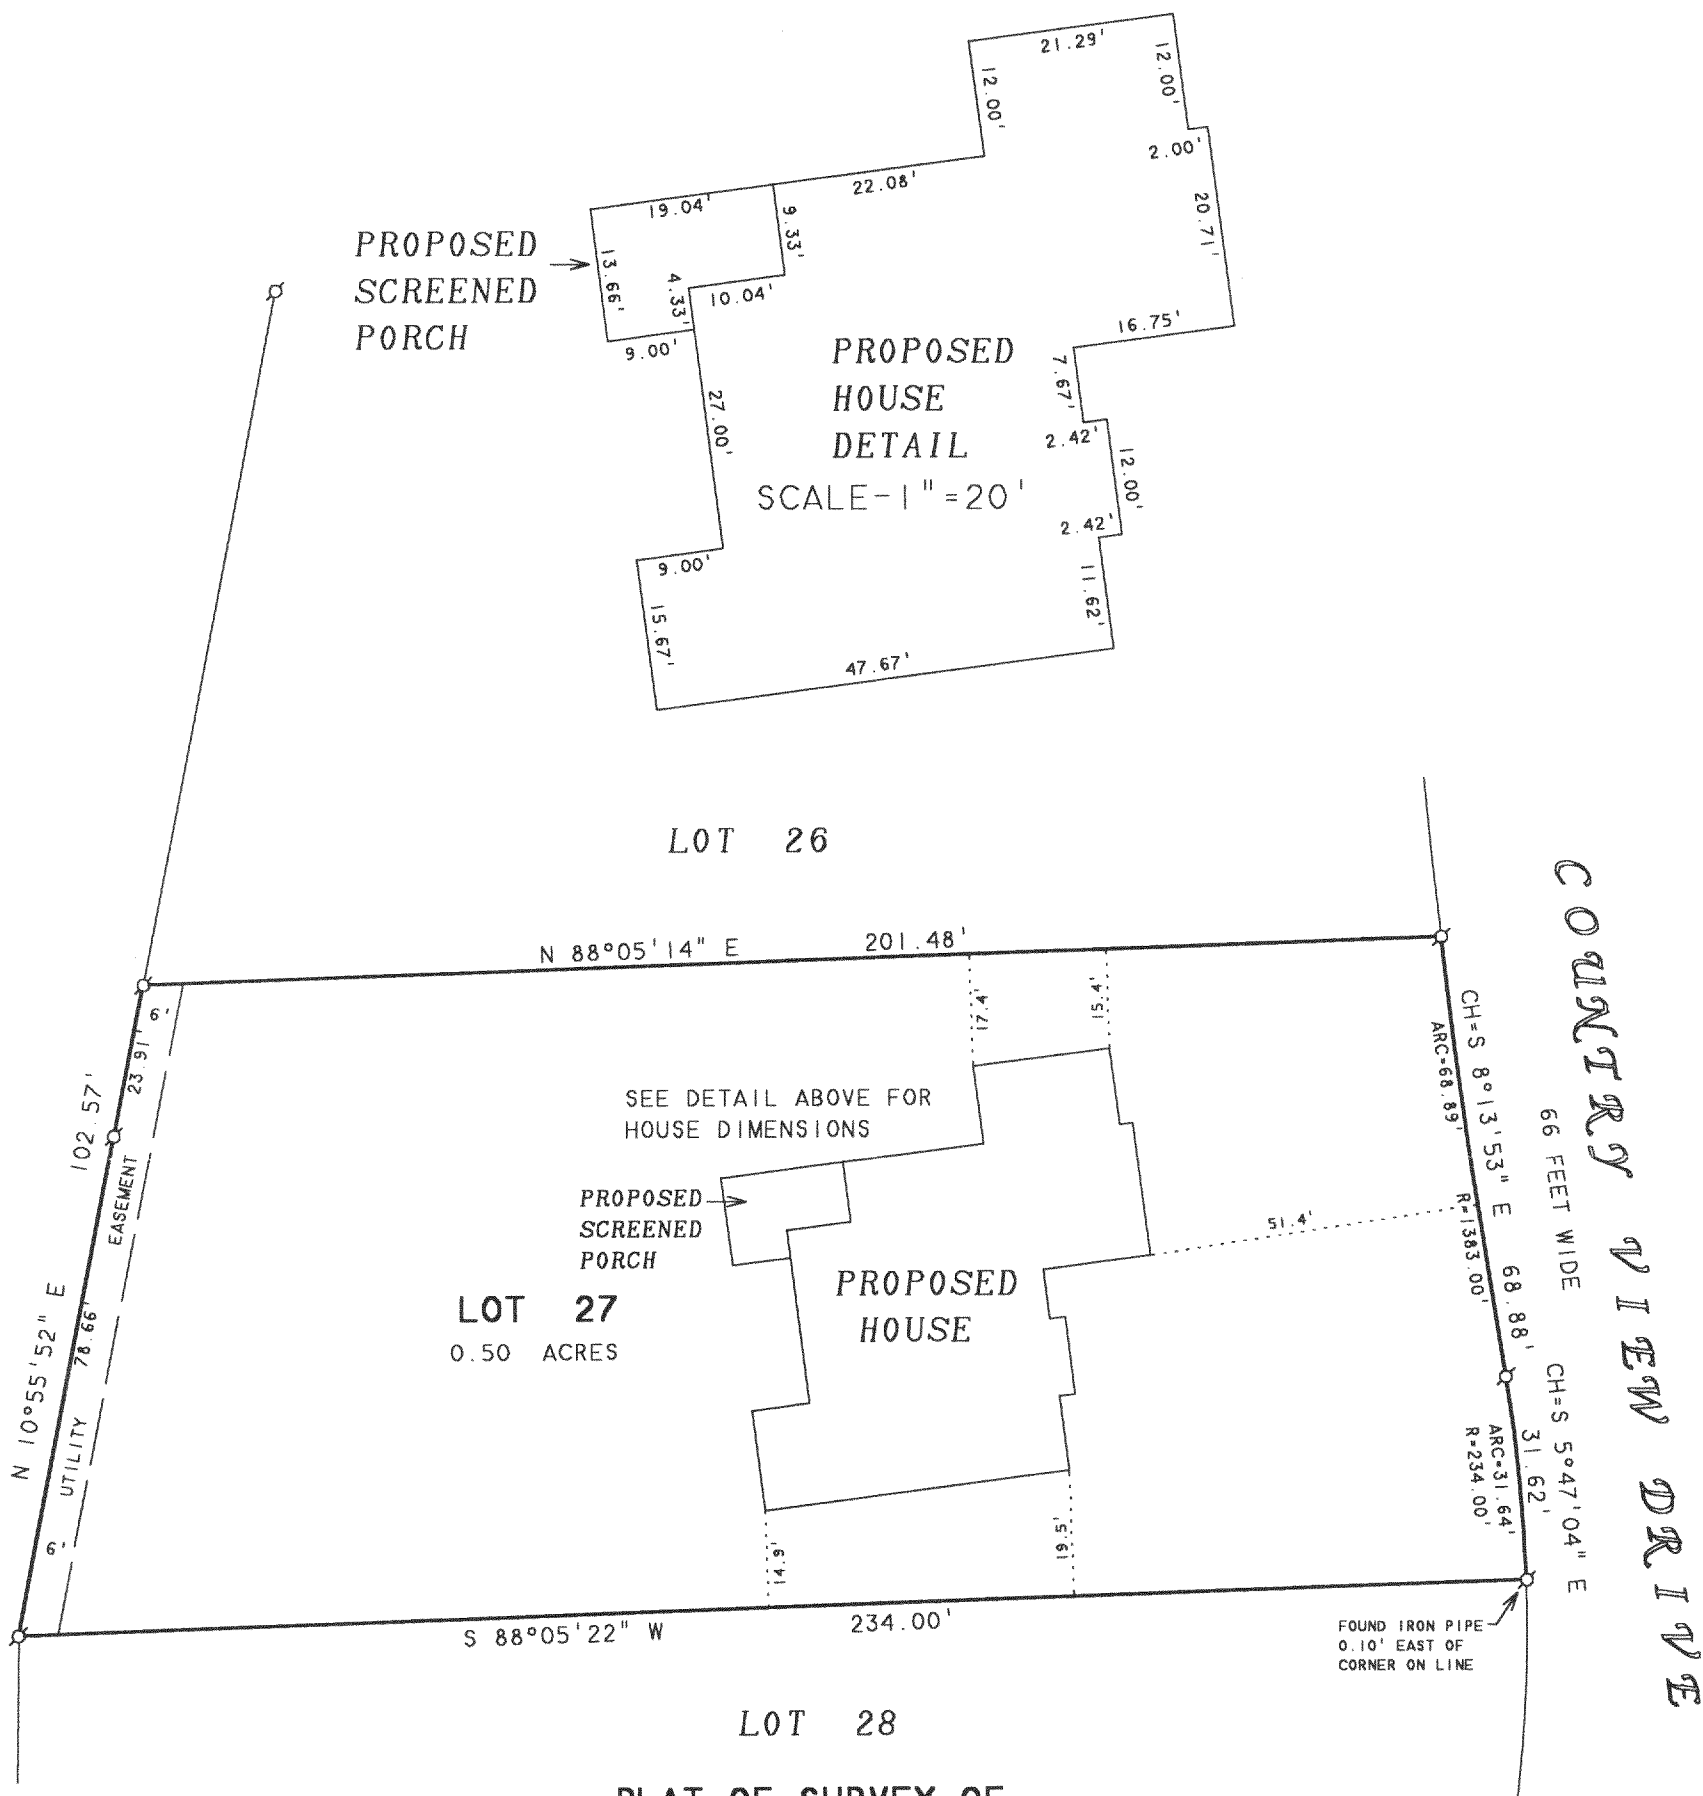 21.29'
12.00'
12.00'
2.00'
22.08'
19.04'
9.33'
20.71'
PROPOSED
SCREENED
PORCH
13.66'
4.33'
10.04'
9.00'
16.75'
PROPOSED
HOUSE
DETAIL
SCALE-1"=20'
7.67'
2.42'
12.00'
27.00'
2.42'
9.00'
11.62'
15.67'
47.67'
LOT 26
N 88°05'14" E 201.48'
COUNTRY VIEW DRIVE
66 FEET WIDE
6'
23.91'
102.57'
17.4'
15.4'
CH=S 8°13'53" E 68.88'
ARC=68.89'
R=1383.00'
SEE DETAIL ABOVE FOR
HOUSE DIMENSIONS
EASEMENT
PROPOSED
SCREENED
PORCH
51.4'
LOT 27
0.50 ACRES
PROPOSED
HOUSE
N 10°55'52" E
78.66'
UTILITY
6'
CH=S 5°47'04" E
31.62'
ARC=31.64'
R=234.00'
14.9'
19.5'
S 88°05'22" W 234.00'
FOUND IRON PIPE
0.10' EAST OF
CORNER ON LINE
LOT 28
PLAT OF SURVEY OF